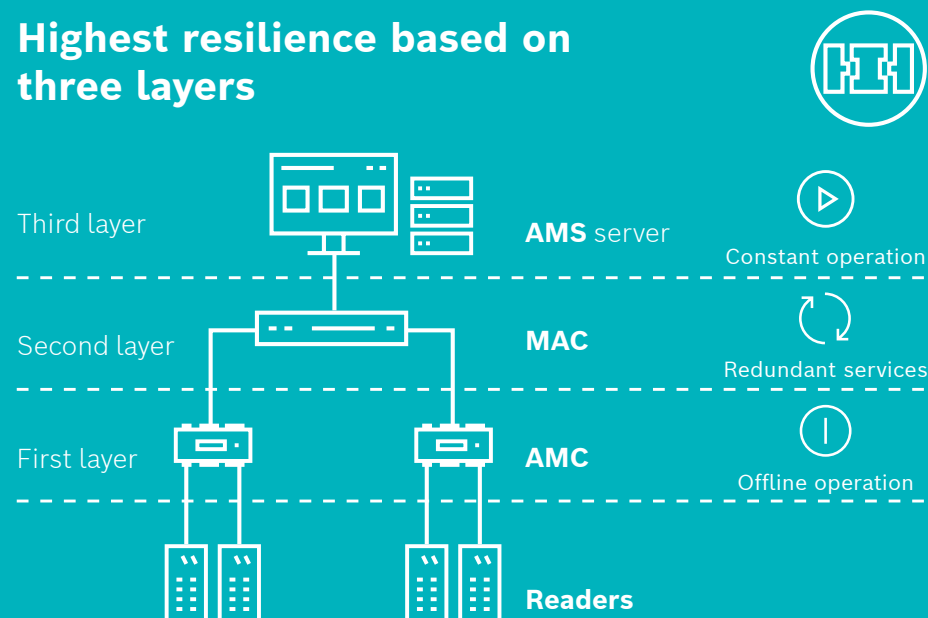 Highest resilience based on
three layers
Third layer
AMS server
Constant operation
Second layer
MAC
Redundant services
First layer
AMC
Offline operation
Readers